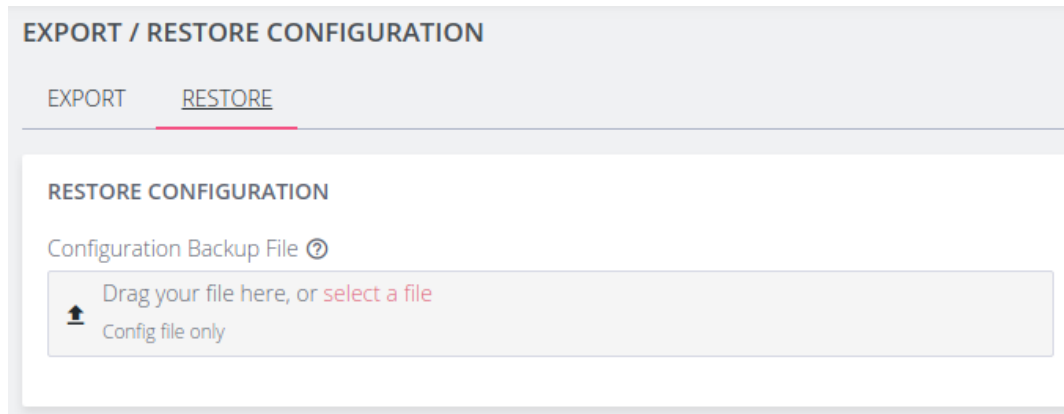 EXPORT / RESTORE CONFIGURATION
EXPORT RESTORE
RESTORE CONFIGURATION
Configuration Backup File ?
Drag your file here, or select a file
Config file only